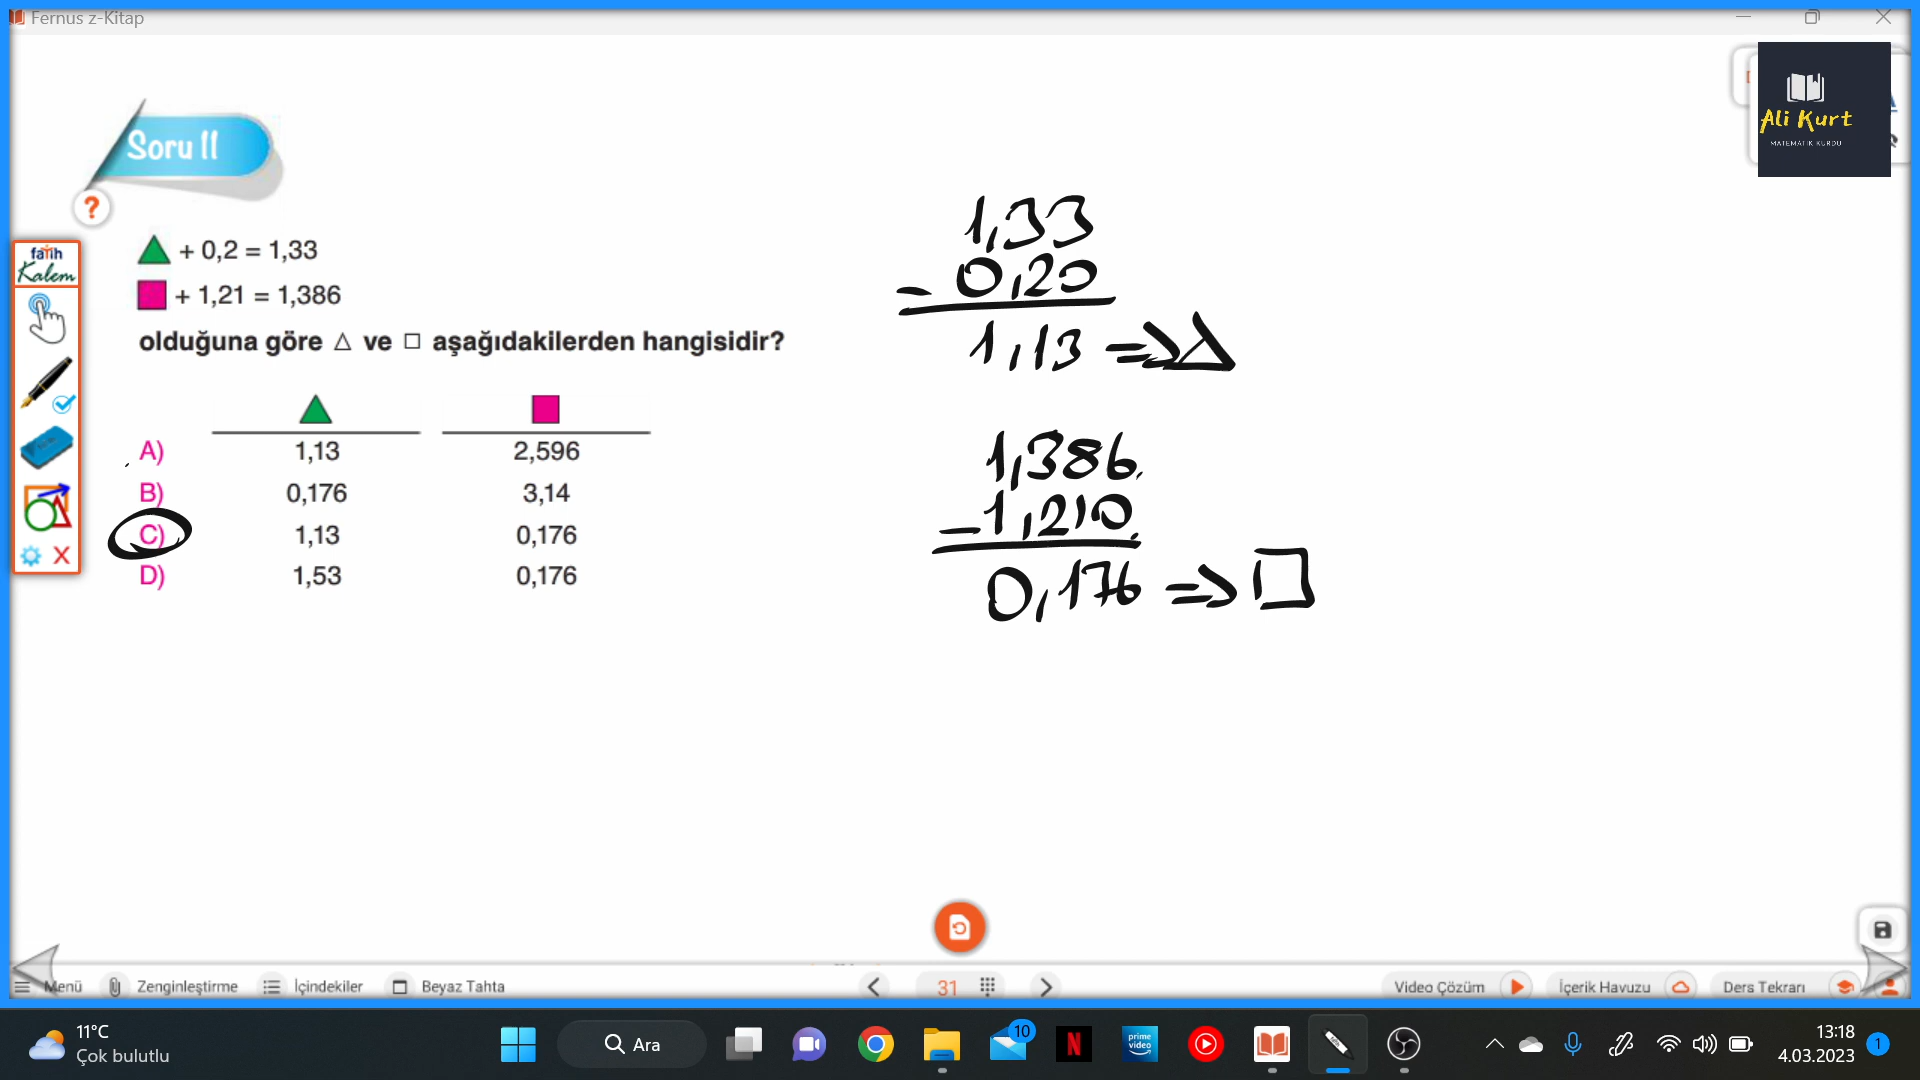 Fernus z-Kitap
Ali Kurt
MATEMATİK KURDU
Soru 11
?
fatih
Kalem
▲ + 0,2 = 1,33
■ + 1,21 = 1,386
olduğuna göre △ ve □ aşağıdakilerden hangisidir?
A) 1,13 2,596
B) 0,176 3,14
C) 1,13 0,176
D) 1,53 0,176
1,33
- 0,20
1,13 => △
1,386
- 1,210
0,176 => □
Menü Zenginleştirme İçindekiler Beyaz Tahta 31 Video Çözüm İçerik Havuzu Ders Tekrarı
11°C
Çok bulutlu
Ara
10
N
prime video
13:18
4.03.2023
1